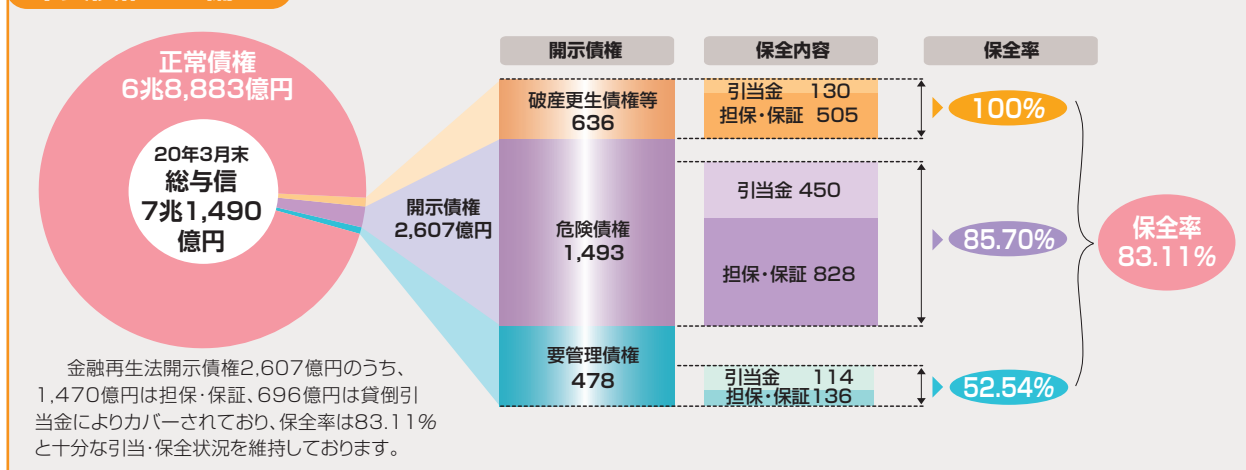 正常債権
6兆8,883億円
20年3月末
総与信
7兆1,490
億円
開示債権
2,607億円
開示債権
保全内容
保全率
破産更生債権等
636
引当金 130
担保・保証 505
100%
危険債権
1,493
引当金 450
担保・保証 828
85.70%
要管理債権
478
引当金 114
担保・保証136
52.54%
保全率
83.11%
金融再生法開示債権2,607億円のうち、
1,470億円は担保・保証、696億円は貸倒引
当金によりカバーされており、保全率は83.11%
と十分な引当・保全状況を維持しております。